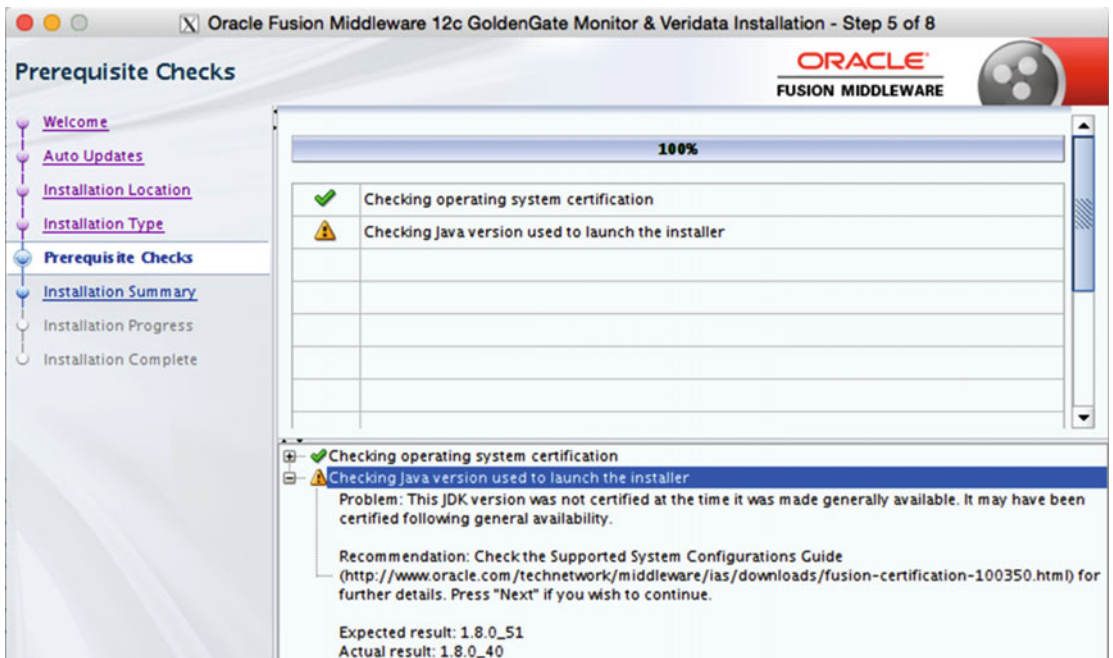 Oracle Fusion Middleware 12c GoldenGate Monitor & Veridata Installation - Step 5 of 8
Prerequisite Checks
ORACLE®
FUSION MIDDLEWARE
Welcome
Auto Updates
Installation Location
Installation Type
Prerequisite Checks
Installation Summary
Installation Progress
Installation Complete
100%
Checking operating system certification
Checking Java version used to launch the installer
Checking operating system certification
Checking Java version used to launch the installer
Problem: This JDK version was not certified at the time it was made generally available. It may have been
certified following general availability.
Recommendation: Check the Supported System Configurations Guide
(http://www.oracle.com/technetwork/middleware/ias/downloads/fusion-certification-100350.html) for
further details. Press "Next" if you wish to continue.
Expected result: 1.8.0_51
Actual result: 1.8.0_40